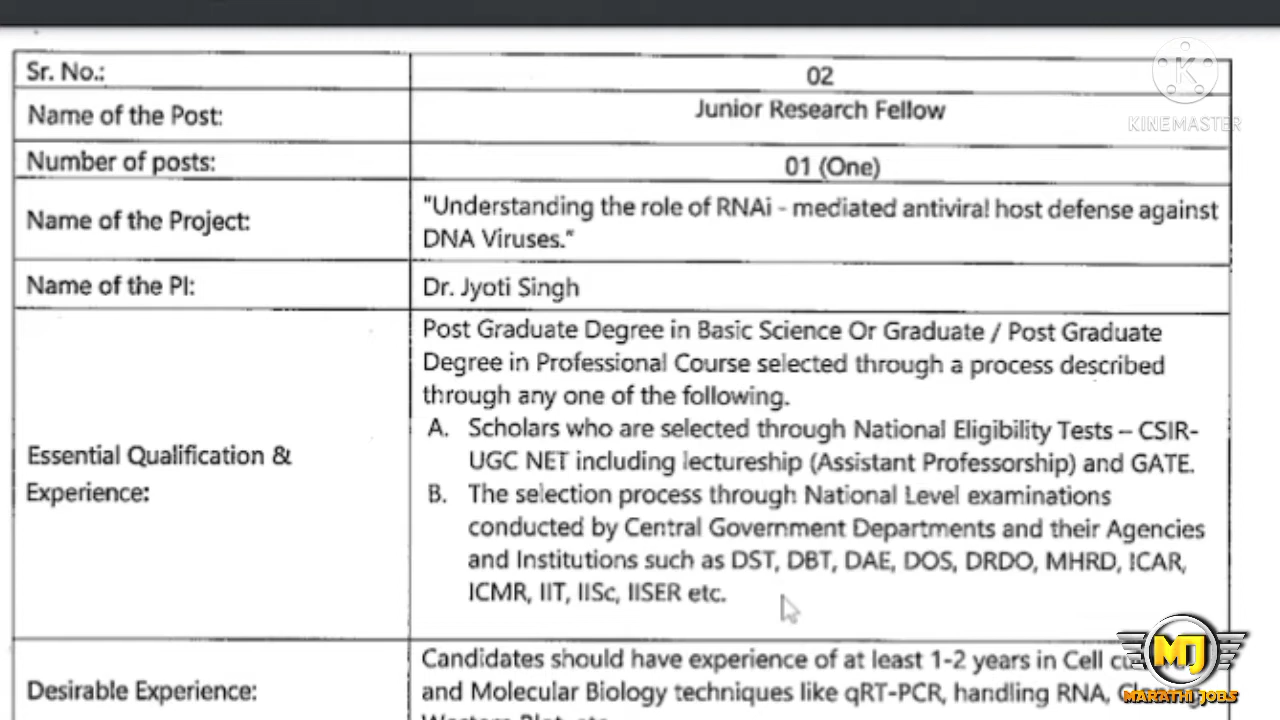 Sr. No.:
02
Name of the Post:
Junior Research Fellow
Number of posts:
01 (One)
Name of the Project:
"Understanding the role of RNAi - mediated antiviral host defense against
DNA Viruses."
Name of the PI:
Dr. Jyoti Singh
Essential Qualification &
Experience:
Post Graduate Degree in Basic Science Or Graduate / Post Graduate
Degree in Professional Course selected through a process described
through any one of the following.
A. Scholars who are selected through National Eligibility Tests – CSIR-
UGC NET including lectureship (Assistant Professorship) and GATE.
B. The selection process through National Level examinations
conducted by Central Government Departments and their Agencies
and Institutions such as DST, DBT, DAE, DOS, DRDO, MHRD, ICAR,
ICMR, IIT, IISc, IISER etc.
Desirable Experience:
Candidates should have experience of at least 1-2 years in Cell
and Molecular Biology techniques like qRT-PCR, handling RNA,
K
KINEMASTER
MJ
MARATHI JOBS